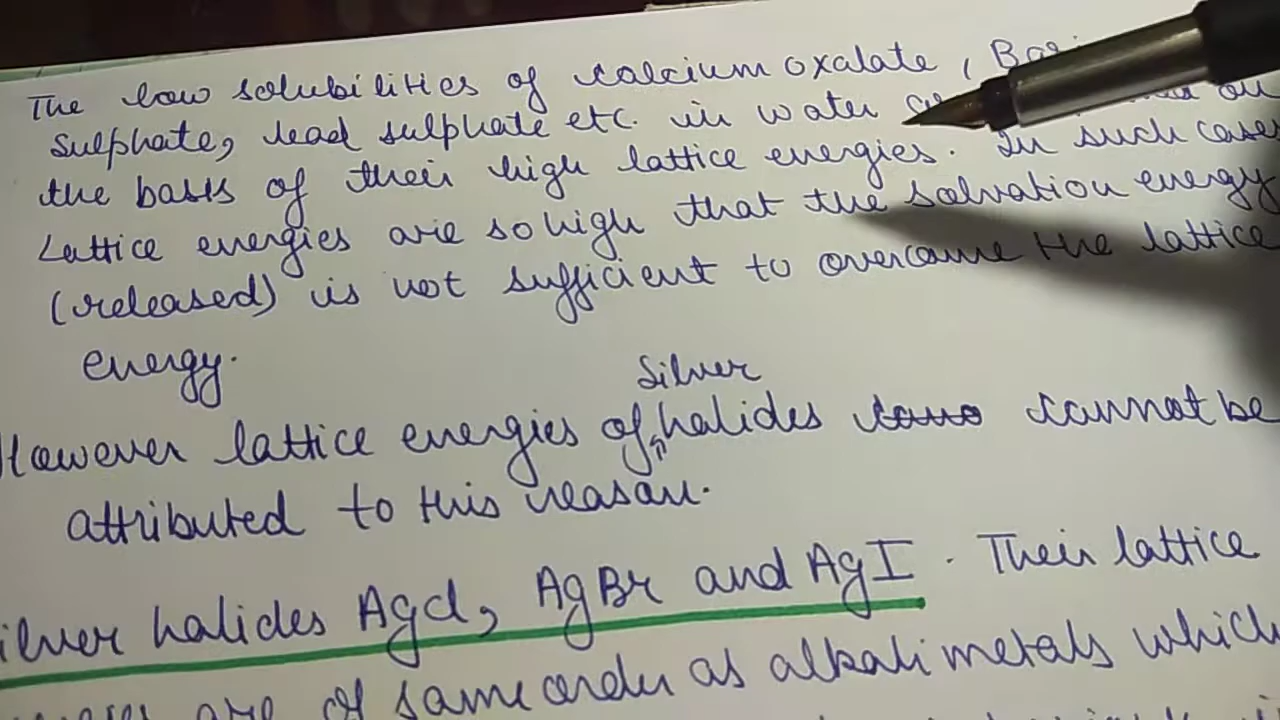 The low solubilities of calcium oxalate,
Sulphate, lead sulphate etc. in water on
the basis of their high lattice energies. In such cases
Lattice energies are so high that the solvation energy
(released) is not sufficient to overcome the lattice
energy.
Silver
However lattice energies of halides cannot be
attributed to this reason.
silver halides AgCl, AgBr and AgI. Their lattice
are of same order as alkali metals which